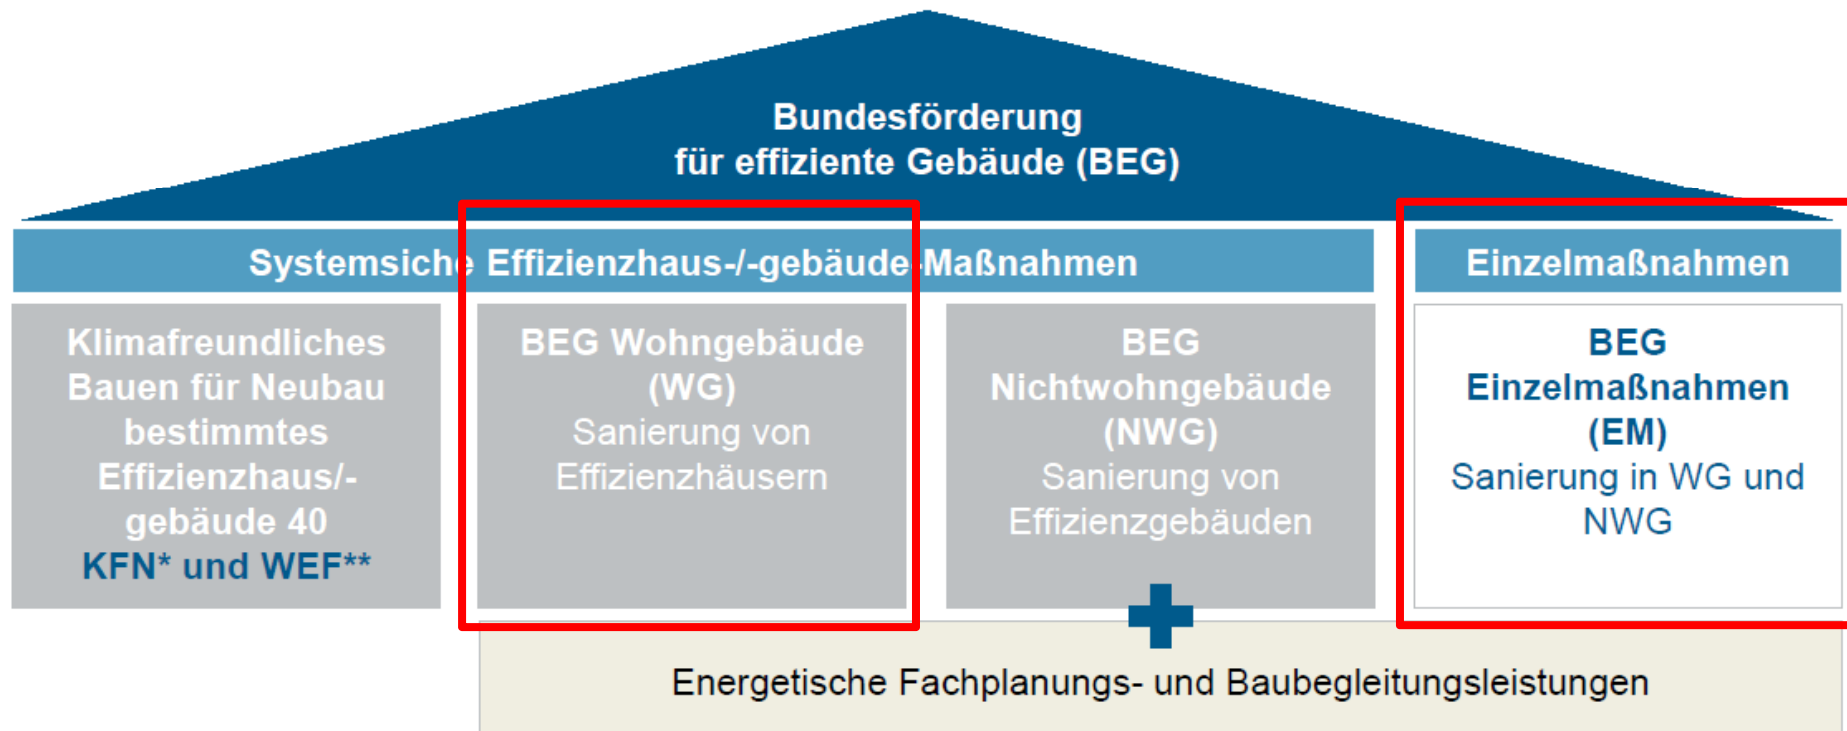 Bundesförderung
für effiziente Gebäude (BEG)
Systemsiche Effizienzhaus-/-gebäude-Maßnahmen
Einzelmaßnahmen
Klimafreundliches
Bauen für Neubau
bestimmtes
Effizienzhaus/-
gebäude 40
KFN* und WEF**
BEG Wohngebäude
(WG)
Sanierung von
Effizienzhäusern
BEG
Nichtwohngebäude
(NWG)
Sanierung von
Effizienzgebäuden
BEG
Einzelmaßnahmen
(EM)
Sanierung in WG und
NWG
Energetische Fachplanungs- und Baubegleitungsleistungen